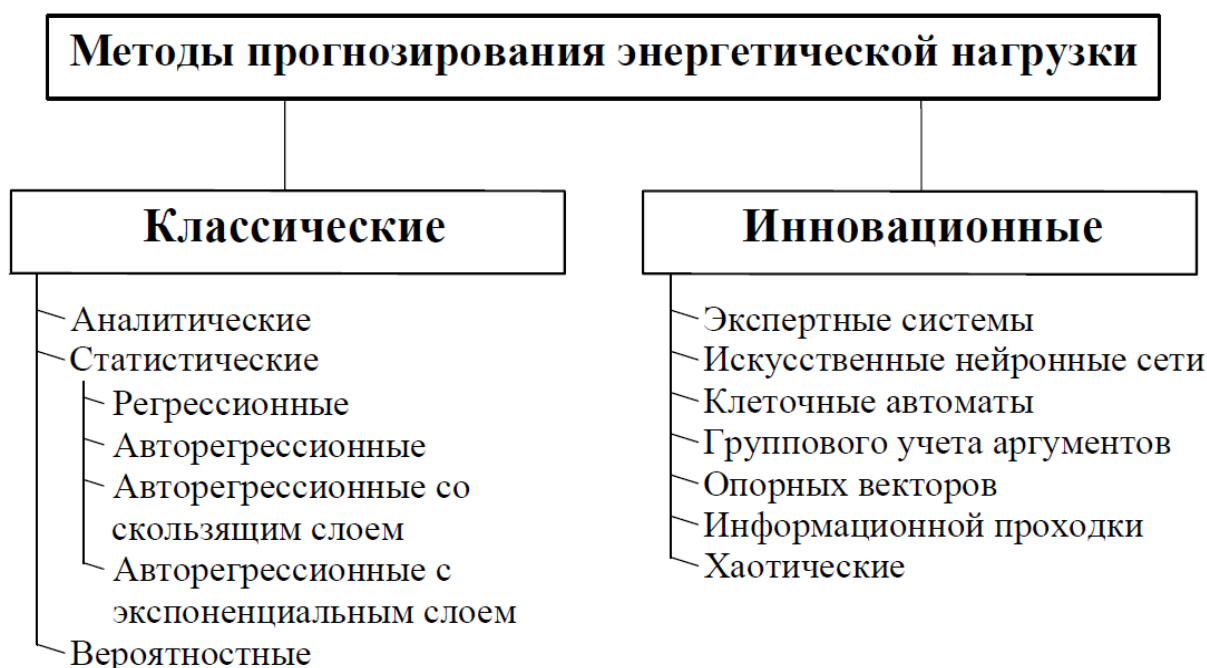 Методы прогнозирования энергетической нагрузки
Классические
Аналитические
Статистические
Регрессионные
Авторегрессионные
Авторегрессионные со
скользящим слоем
Авторегрессионные с
экспоненциальным слоем
Вероятностные
Инновационные
Экспертные системы
Искусственные нейронные сети
Клеточные автоматы
Группового учета аргументов
Опорных векторов
Информационной проходки
Хаотические